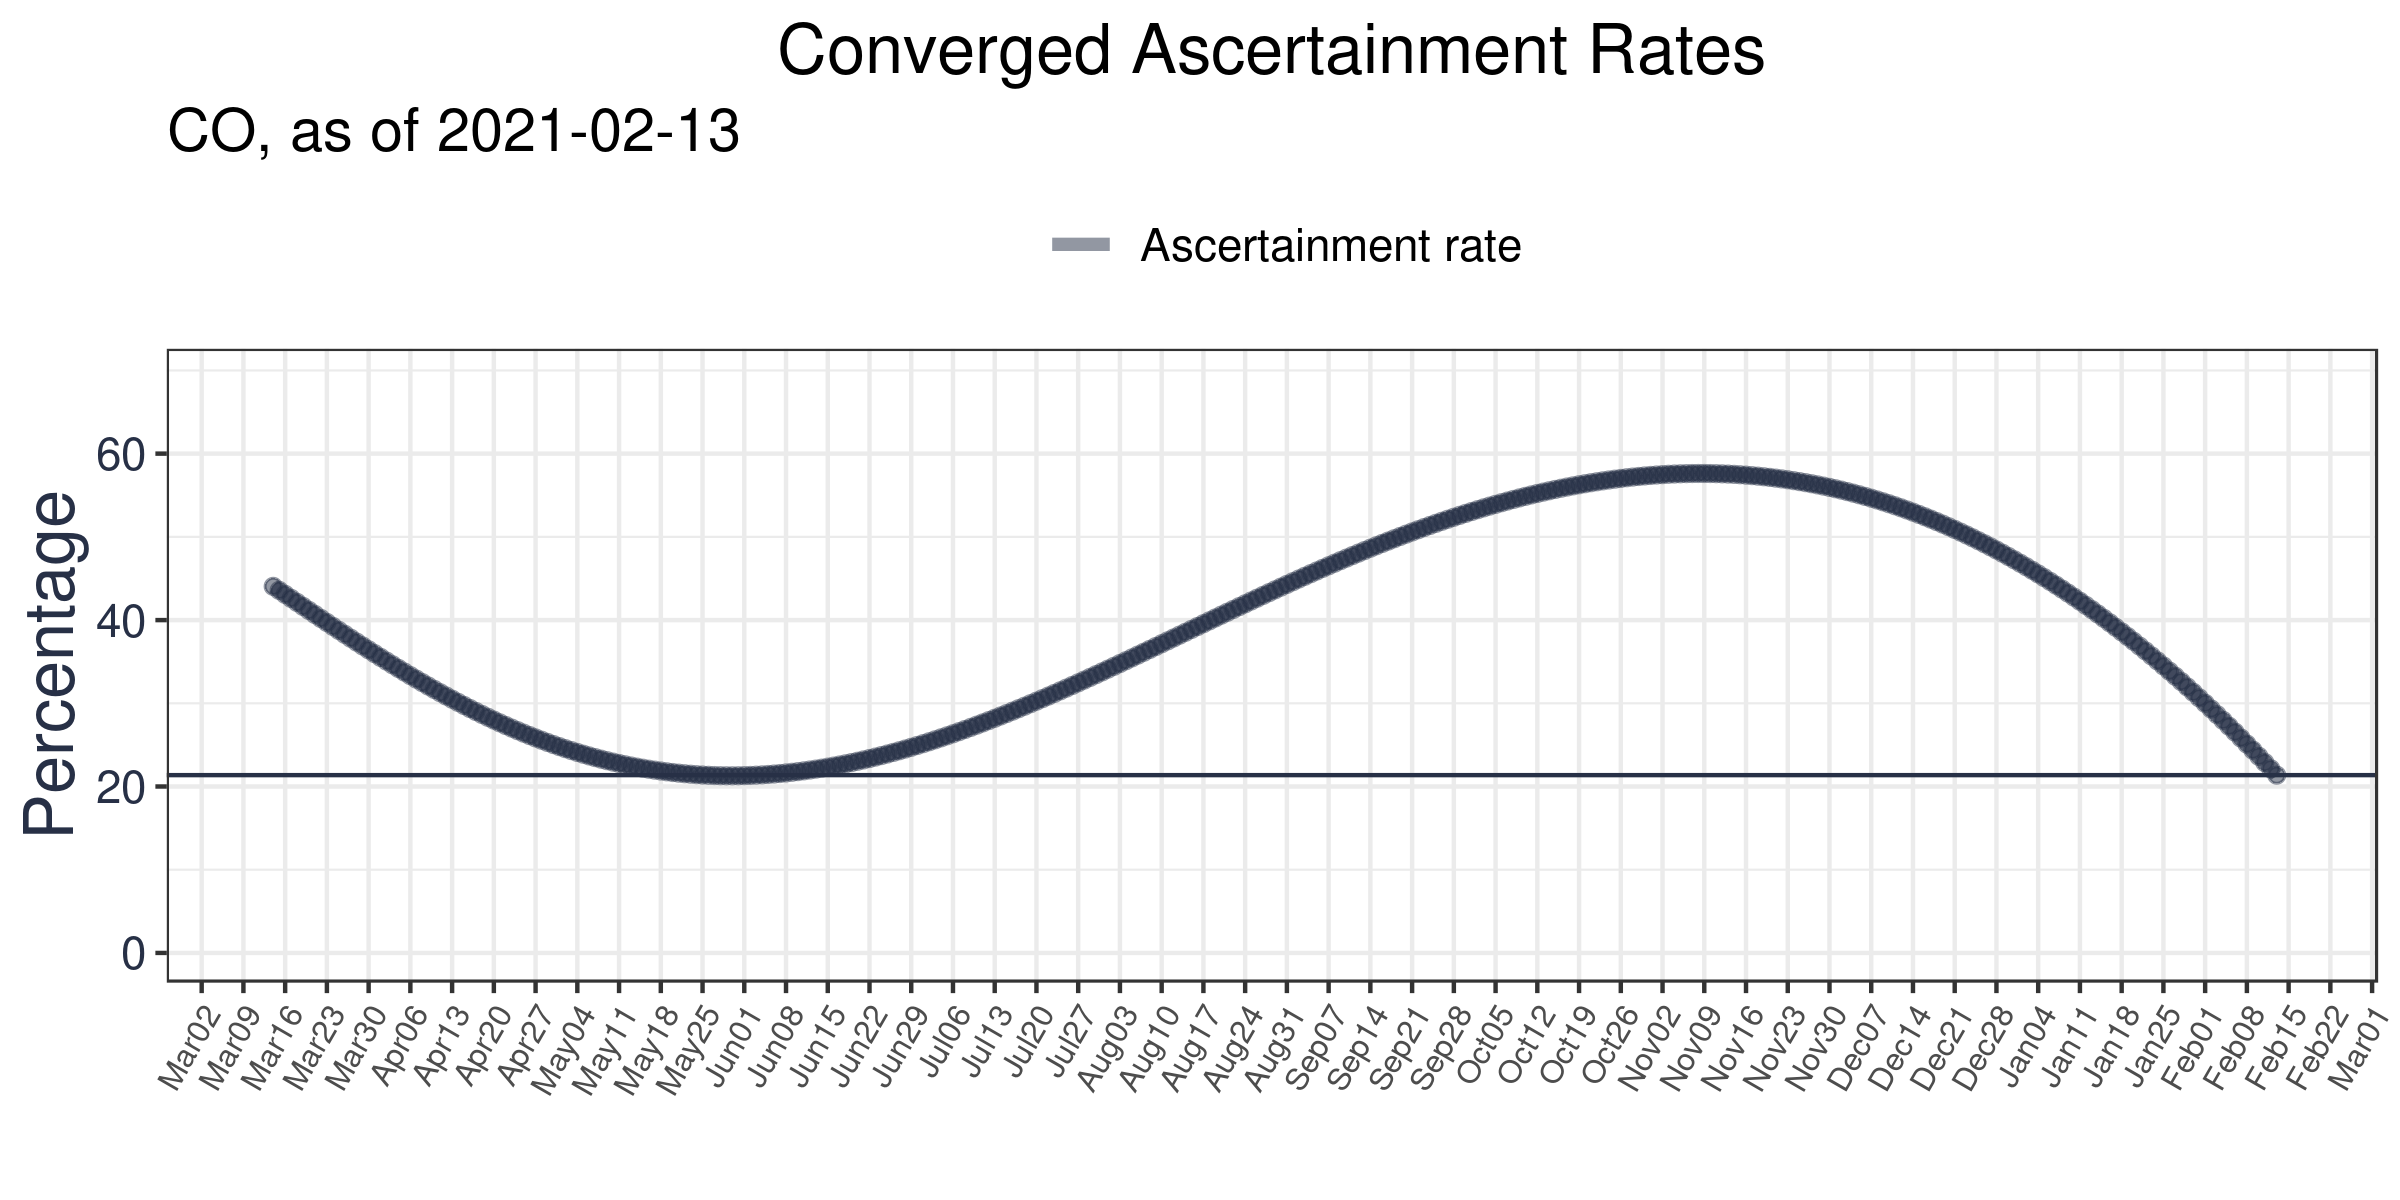 Converged Ascertainment Rates
CO, as of 2021-02-13
Ascertainment rate
Percentage
60
40
20
0
Mar02 Mar09 Mar16 Mar23 Mar30 Apr06 Apr13 Apr20 Apr27 May04 May11 May18 May25 Jun01 Jun08 Jun15 Jun22 Jun29 Jul06 Jul13 Jul20 Jul27 Aug03 Aug10 Aug17 Aug24 Aug31 Sep07 Sep14 Sep21 Sep28 Oct05 Oct12 Oct19 Oct26 Nov02 Nov09 Nov16 Nov23 Nov30 Dec07 Dec14 Dec21 Dec28 Jan04 Jan11 Jan18 Jan25 Feb01 Feb08 Feb15 Feb22 Mar01